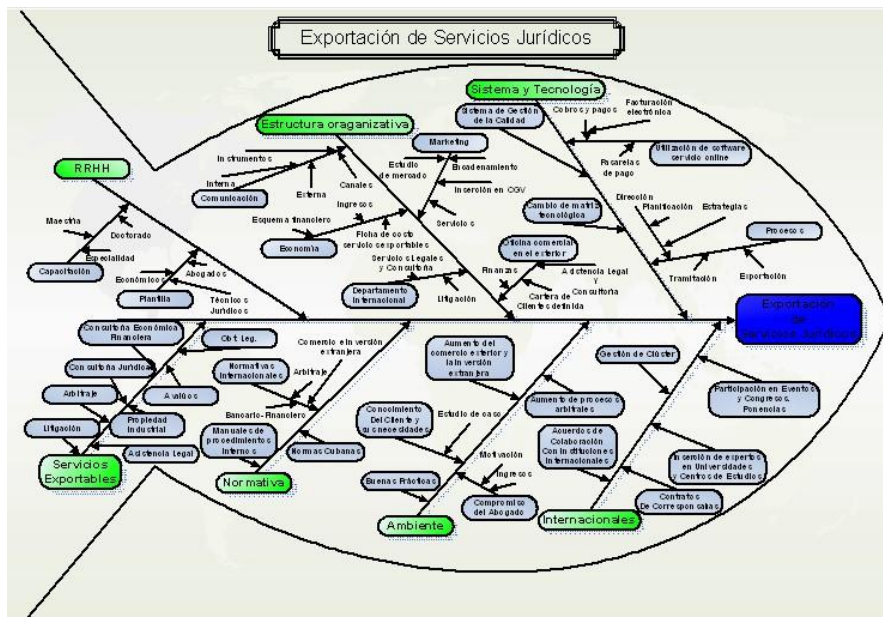 Exportación de Servicios Jurídicos
Sistema y Tecnología
Sistema de Gestión
de la Calidad
Cobros y pagos
Facturación
electrónica
Utilización de software
servicio online
Pasarelas
de pago
Cambio de matriz
tecnológica
Dirección
Planificación
Estrategias
Procesos
Tramitación
Exportación
Estructura oraganizativa
Instrumentos
Interna
Comunicación
Externa
Canales
Marketing
Estudio
de mercado
Encadenamiento
Inserción en CGV
Servicios
Esquema financiero
Ingresos
Economía
Ficha de costo
servicios exportables
Servicios Legales
y Consultoría
Departamento
Internacional
Litigación
Oficina comercial
en el exterior
Finanzas
Asistencia Legal
y
Consultoría
Cartera de
Clientes definida
RRHH
Maestría
Doctorado
Especialidad
Capacitación
Económicos
Abogados
Plantilla
Técnicos
Jurídicos
Exportación
de
Servicios Jurídicos
Consultoría Económica
Financiera
Obt. Leg.
Consultoría Jurídica
Avalúos
Arbitraje
Propiedad
Industrial
Litigación
Asistencia Legal
Servicios
Exportables
Comercio e Inversión
extranjera
Normativas
Internacionales
Arbitraje
Bancario-Financiero
Manuales de
procedimientos
Internos
Normas Cubanas
Normativa
Aumento del
comercio exterior y
la inversión
extranjera
Aumento de procesos
arbitrales
Conocimiento
Del Cliente y
sus necesidades
Estudio de caso
Motivación
Ingresos
Buenas Prácticas
Compromiso
del Abogado
Ambiente
Gestión de Clúster
Participación en Eventos
y Congresos,
Ponencias
Acuerdos de
Colaboración
Con Instituciones
Internacionales
Inserción de expertos
en Universidades
y Centros de Estudios
Contratos
De Corresponsalías
Internacionales